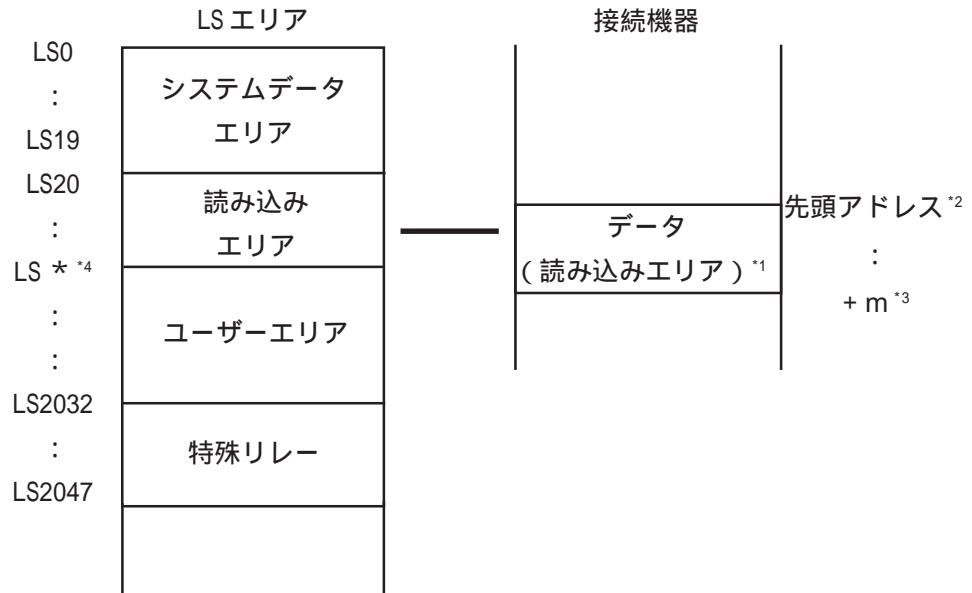 LS エリア
接続機器
LS0
:
LS19
システムデータ
エリア
LS20
:
LS * *4
読み込み
エリア
データ
(読み込みエリア) *1
先頭アドレス *2
:
+ m *3
:
:
ユーザーエリア
LS2032
:
LS2047
特殊リレー